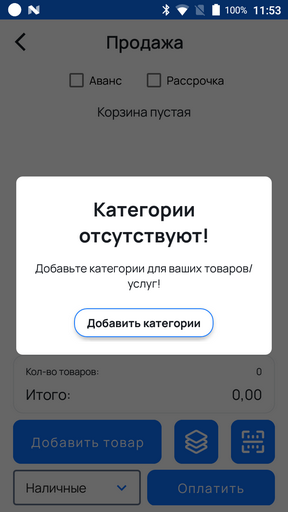 100% 11:53
Продажа
Аванс Рассрочка
Корзина пустая
Категории
отсутствуют!
Добавьте категории для ваших товаров/
услуг!
Добавить категории
Кол-во товаров: 0
Итого: 0,00
Добавить товар
Наличные Оплатить